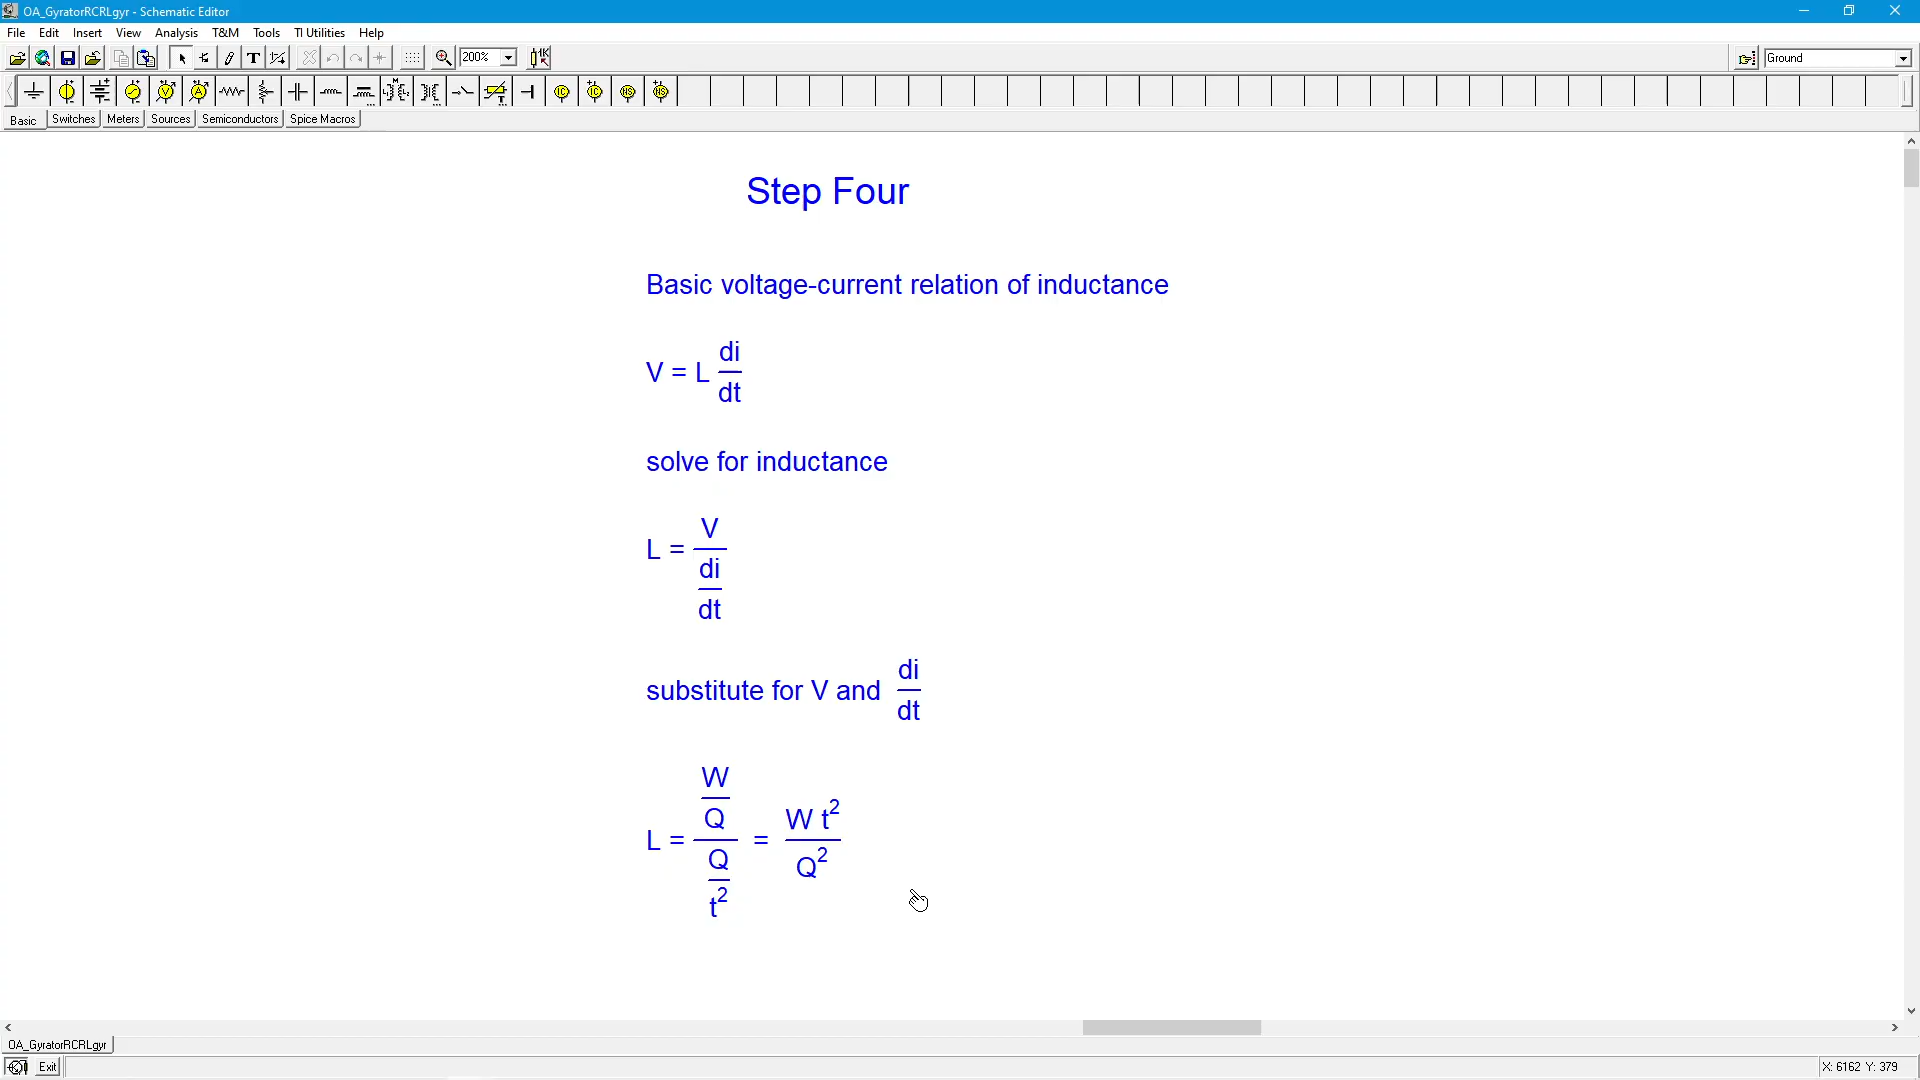 OA_GyratorRCRLgyr - Schematic Editor
File Edit Insert View Analysis T&M Tools TI Utilities Help
T 200% 1K Ground
Basic Switches Meters Sources Semiconductors Spice Macros
Step Four
Basic voltage-current relation of inductance
V = L di/dt
solve for inductance
L = V/(di/dt)
substitute for V and di/dt
L = (W/Q)/(Q/t²) = W t²/Q²
OA_GyratorRCRLgyr
Exit X: 6162 Y: 379